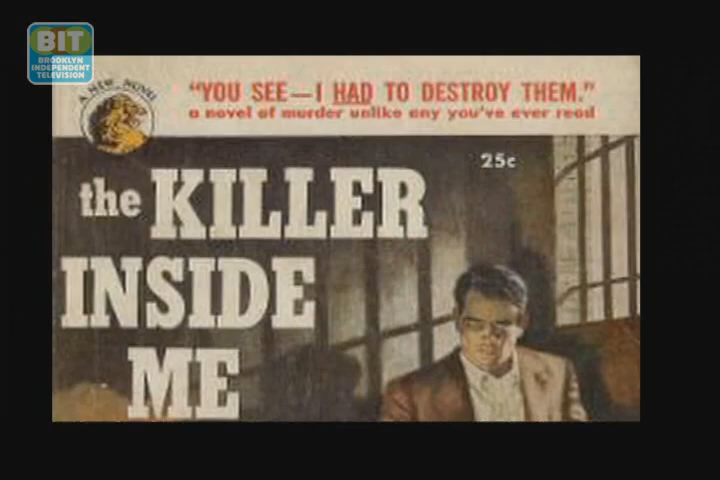 BIT
BROOKLYN
INDEPENDENT
TELEVISION
A NEW NOVEL
"YOU SEE—I HAD TO DESTROY THEM."
a novel of murder unlike any you've ever read
25c
the KILLER
INSIDE
ME